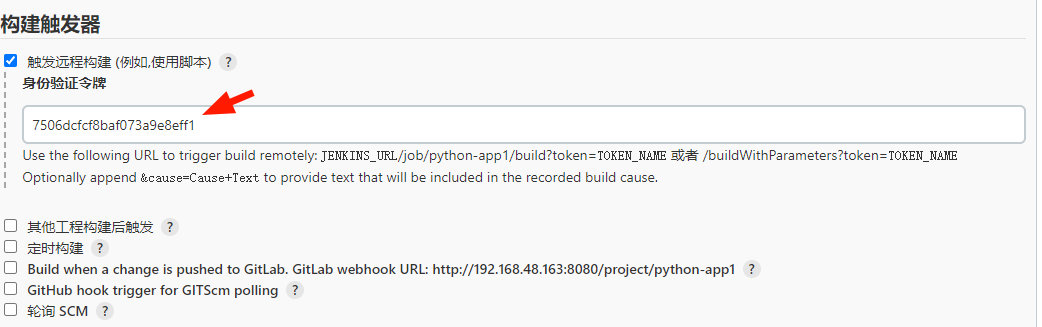 构建触发器
触发远程构建 (例如,使用脚本) ?
身份验证令牌
7506dcfcf8baf073a9e8eff1
Use the following URL to trigger build remotely: JENKINS_URL/job/python-app1/build?token=TOKEN_NAME 或者 /buildWithParameters?token=TOKEN_NAME
Optionally append &cause=Cause+Text to provide text that will be included in the recorded build cause.
其他工程构建后触发 ?
定时构建 ?
Build when a change is pushed to GitLab. GitLab webhook URL: http://192.168.48.163:8080/project/python-app1 ?
GitHub hook trigger for GITScm polling ?
轮询 SCM ?